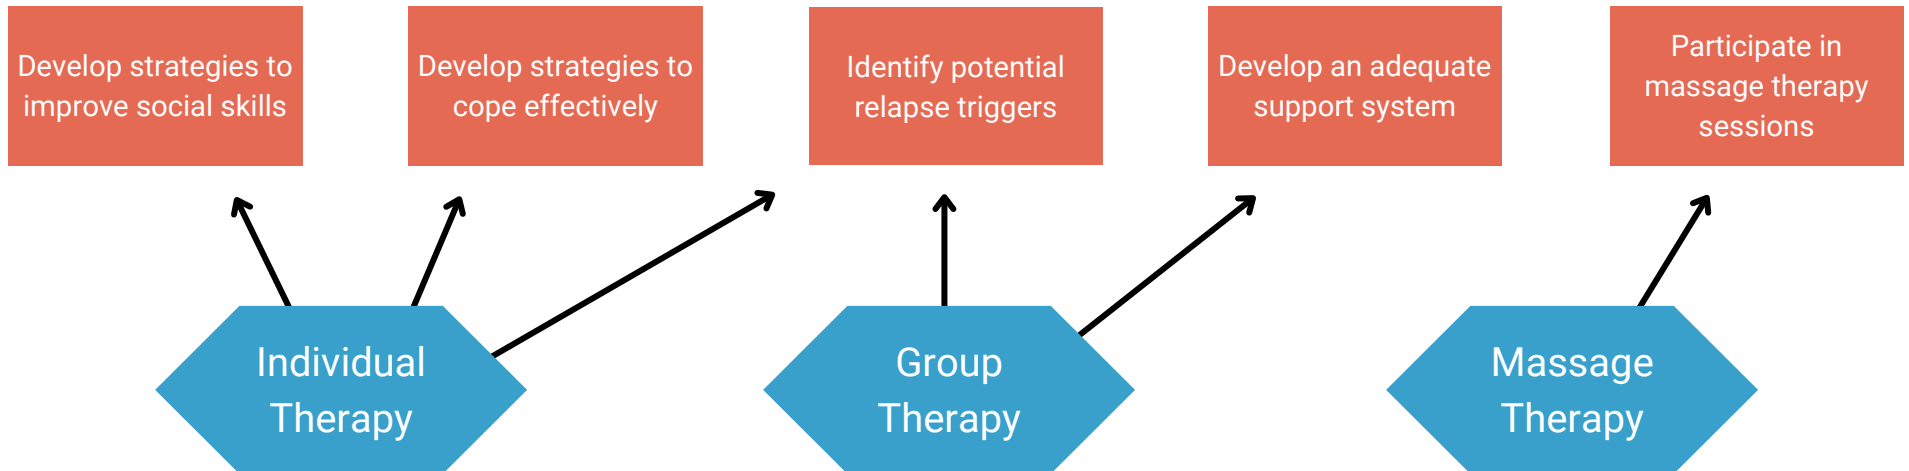 Develop strategies to
improve social skills
Develop strategies to
cope effectively
Identify potential
relapse triggers
Develop an adequate
support system
Participate in
massage therapy
sessions
Individual
Therapy
Group
Therapy
Massage
Therapy